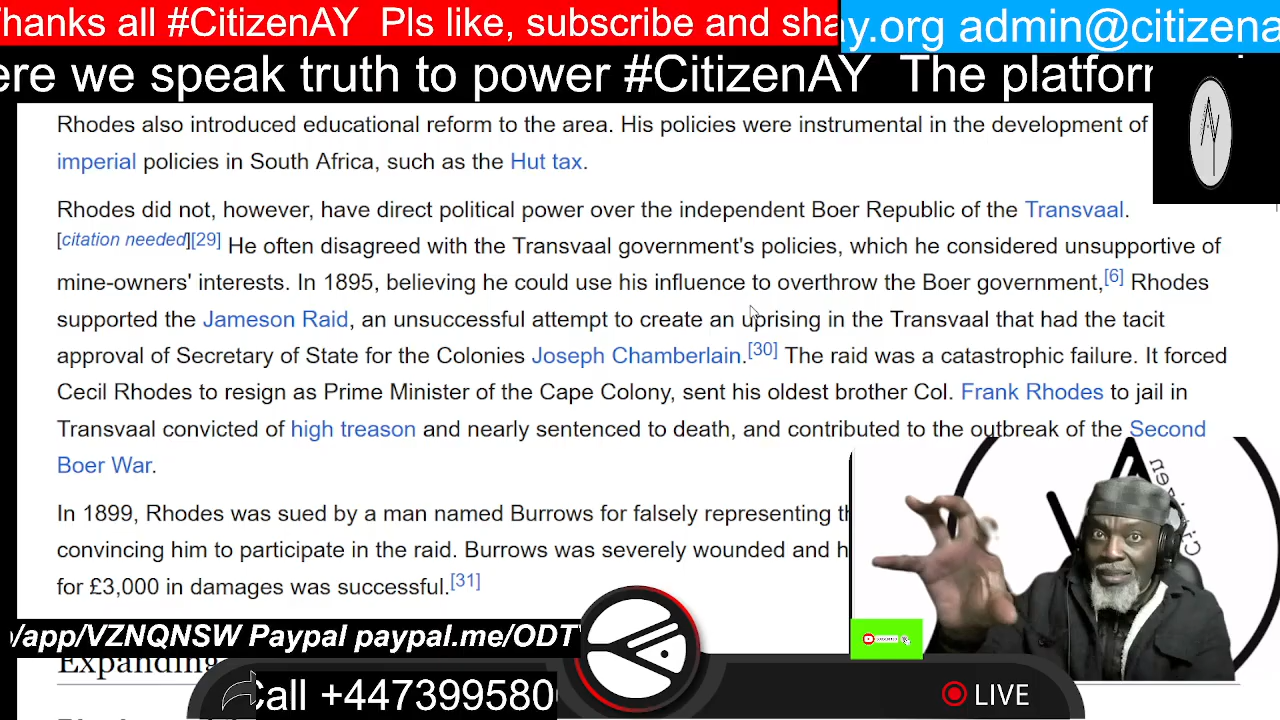 Thanks all #CitizenAY Pls like, subscribe and sha
y.org admin@citizena
ere we speak truth to power #CitizenAY The platfor
AY
Rhodes also introduced educational reform to the area. His policies were instrumental in the development of
imperial policies in South Africa, such as the Hut tax.
Rhodes did not, however, have direct political power over the independent Boer Republic of the Transvaal.
[citation needed][29] He often disagreed with the Transvaal government's policies, which he considered unsupportive of
mine-owners' interests. In 1895, believing he could use his influence to overthrow the Boer government,[6] Rhodes
supported the Jameson Raid, an unsuccessful attempt to create an uprising in the Transvaal that had the tacit
approval of Secretary of State for the Colonies Joseph Chamberlain.[30] The raid was a catastrophic failure. It forced
Cecil Rhodes to resign as Prime Minister of the Cape Colony, sent his oldest brother Col. Frank Rhodes to jail in
Transvaal convicted of high treason and nearly sentenced to death, and contributed to the outbreak of the Second
Boer War.
In 1899, Rhodes was sued by a man named Burrows for falsely representing th
convincing him to participate in the raid. Burrows was severely wounded and h
for £3,000 in damages was successful.[31]
/app/VZNQNSW Paypal paypal.me/ODT
Expanding
Call +447399580
LIVE